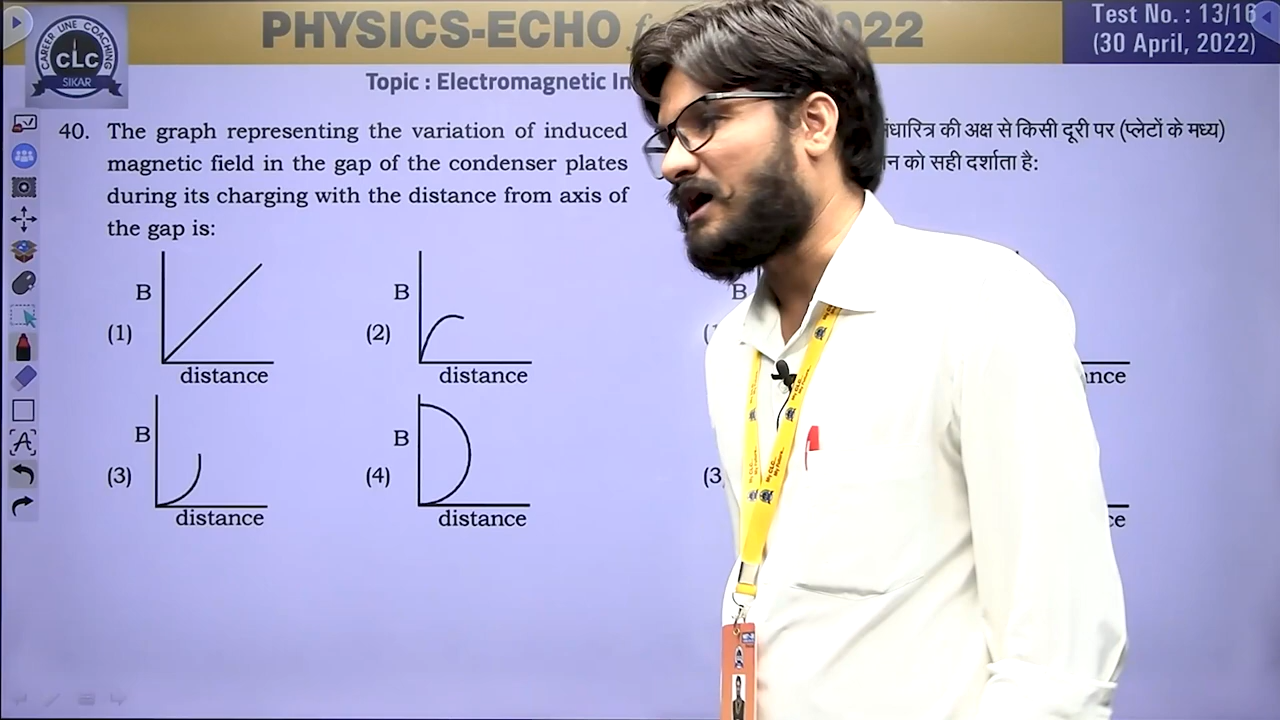 CAREER LINE COACHING
CLC
SIKAR
PHYSICS-ECHO
2022
Test No. : 13/16
(30 April, 2022)
Topic : Electromagnetic In
40. The graph representing the variation of induced
magnetic field in the gap of the condenser plates
during its charging with the distance from axis of
the gap is:
की अक्ष से किसी दूरी पर (प्लेटों के मध्य)
को सही दर्शाता है:
B
(1)
distance
B
(2)
distance
B
(3)
distance
B
(4)
distance
B
(3